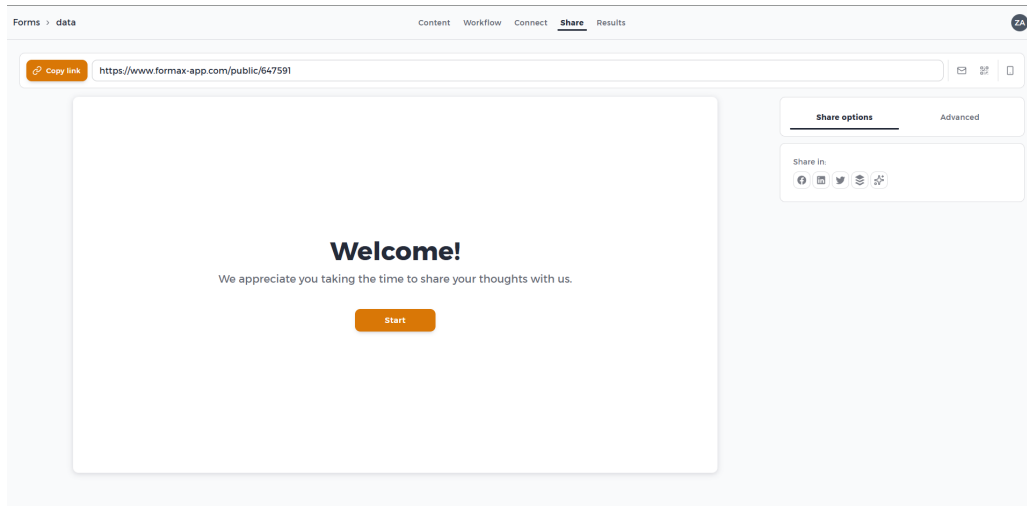 Forms > data
Content Workflow Connect Share Results
ZA
Copy link
https://www.formax-app.com/public/647591
Share options Advanced
Share in:
Welcome!
We appreciate you taking the time to share your thoughts with us.
Start